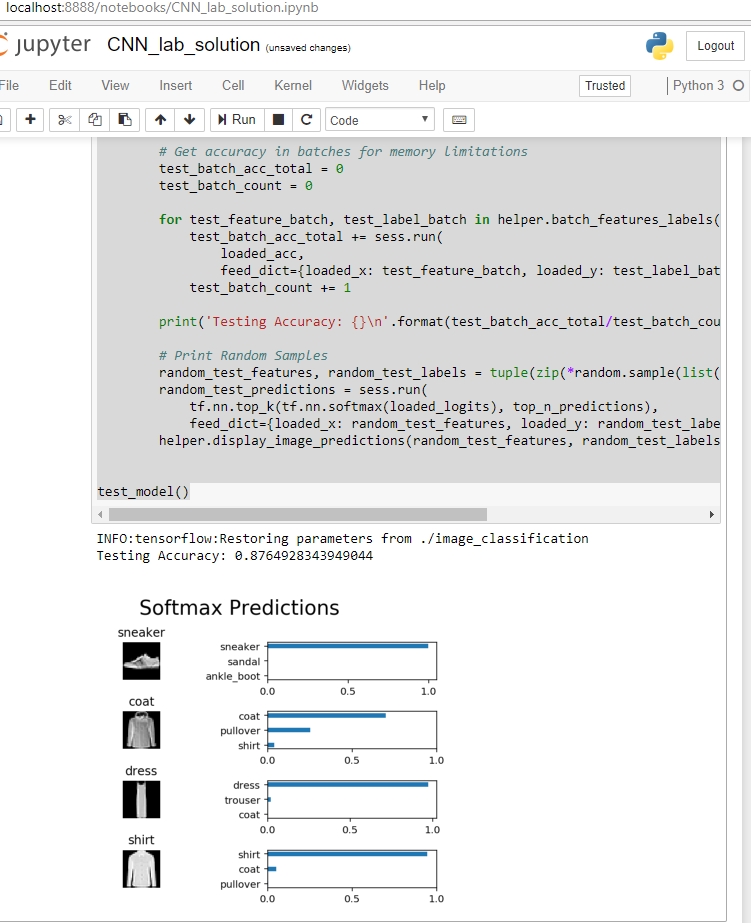 localhost:8888/notebooks/CNN_lab_solution.ipynb
jupyter CNN_lab_solution (unsaved changes)
Logout
File Edit View Insert Cell Kernel Widgets Help
Trusted
Python 3
Run
Code
# Get accuracy in batches for memory limitations
test_batch_acc_total = 0
test_batch_count = 0
for test_feature_batch, test_label_batch in helper.batch_features_labels(
test_batch_acc_total += sess.run(
loaded_acc,
feed_dict={loaded_x: test_feature_batch, loaded_y: test_label_bat
test_batch_count += 1
print('Testing Accuracy: {}\n'.format(test_batch_acc_total/test_batch_cou
# Print Random Samples
random_test_features, random_test_labels = tuple(zip(*random.sample(list(
random_test_predictions = sess.run(
tf.nn.top_k(tf.nn.softmax(loaded_logits), top_n_predictions),
feed_dict={loaded_x: random_test_features, loaded_y: random_test_labe
helper.display_image_predictions(random_test_features, random_test_labels
test_model()
INFO:tensorflow:Restoring parameters from ./image_classification
Testing Accuracy: 0.8764928343949044
Softmax Predictions
sneaker
sneaker
sandal
ankle_boot
0.0 0.5 1.0
coat
coat
pullover
shirt
0.0 0.5 1.0
dress
dress
trouser
coat
0.0 0.5 1.0
shirt
shirt
coat
pullover
0.0 0.5 1.0